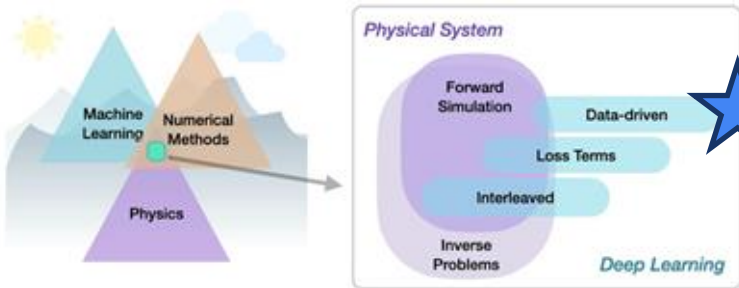 Machine
Learning
Numerical
Methods
Physics
Physical System
Forward
Simulation
Data-driven
Loss Terms
Interleaved
Inverse
Problems
Deep Learning